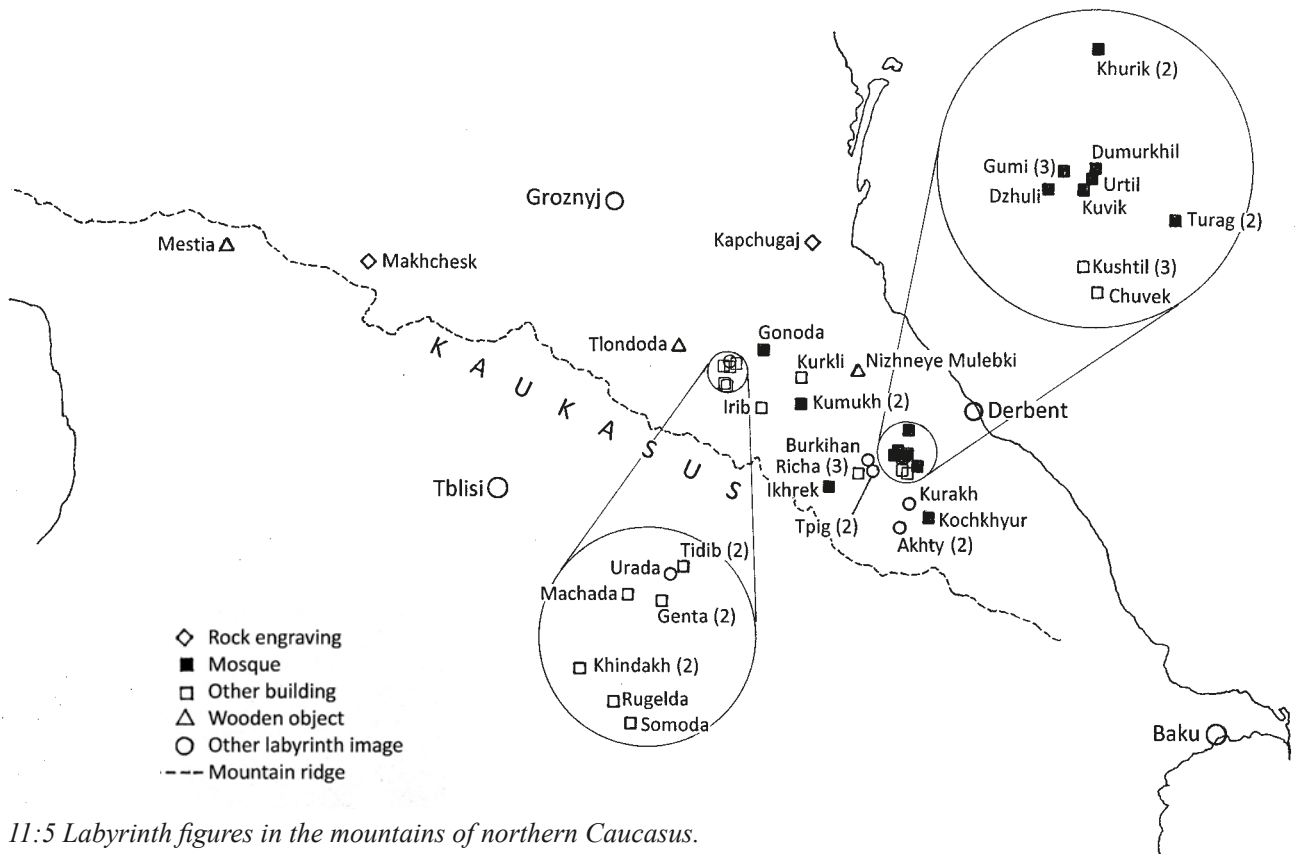 Khurik (2)
Dumurkhil
Gumi (3)
Urtil
Dzhuli
Kuvik
Turag (2)
Kushtil (3)
Chuvek
Groznyj
Mestia
Makhchesk
Kapchugaj
KAUKASUS
Tlondoda
Gonoda
Kurkli
Nizhneye Mulebki
Irib
Kumukh (2)
Derbent
Burkihan
Richa (3)
Ikhrek
Tblisi
Kurakh
Tpig (2)
Kochkhyur
Akhty (2)
Tidib (2)
Urada
Machada
Genta (2)
Khindakh (2)
Rugelda
Somoda
Rock engraving
Mosque
Other building
Wooden object
Other labyrinth image
Mountain ridge
Baku
11:5 Labyrinth figures in the mountains of northern Caucasus.